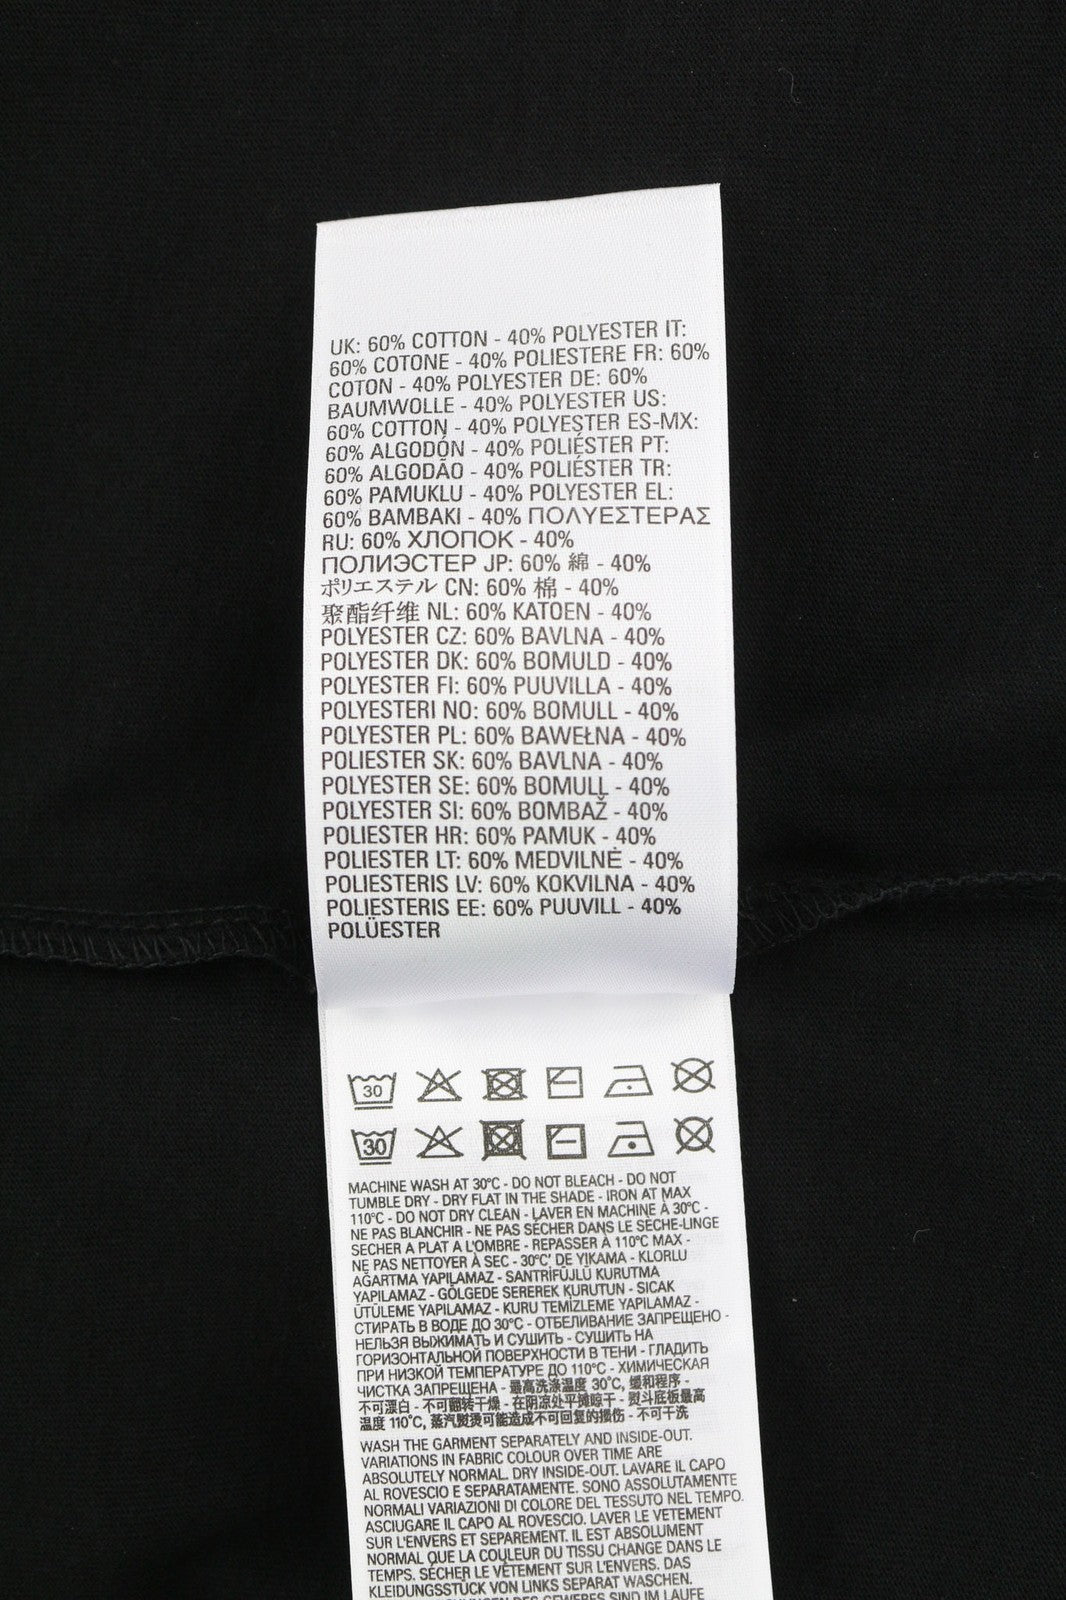 UK: 60% COTTON - 40% POLYESTER IT:
60% COTONE - 40% POLIESTERE FR: 60%
COTON - 40% POLYESTER DE: 60%
BAUMWOLLE - 40% POLYESTER US:
60% COTTON - 40% POLYESTER ES-MX:
60% ALGODÓN - 40% POLIÉSTER PT:
60% ALGODÃO - 40% POLIÉSTER TR:
60% PAMUKLU - 40% POLYESTER EL:
60% ΒΑΜΒΑΚΙ - 40% ΠΟΛΥΕΣΤΕΡΑΣ
RU: 60% ХЛОПОК - 40%
ПОЛИЭСТЕР JP: 60% 綿 - 40%
ポリエステル CN: 60% 棉 - 40%
聚酯纤维 NL: 60% KATOEN - 40%
POLYESTER CZ: 60% BAVLNA - 40%
POLYESTER DK: 60% BOMULD - 40%
POLYESTER FI: 60% PUUVILLA - 40%
POLYESTERI NO: 60% BOMULL - 40%
POLYESTER PL: 60% BAWEŁNA - 40%
POLIESTER SK: 60% BAVLNA - 40%
POLYESTER SE: 60% BOMULL - 40%
POLYESTER SI: 60% BOMBAŽ - 40%
POLIESTER HR: 60% PAMUK - 40%
POLIESTER LT: 60% MEDVILNĖ - 40%
POLIESTERIS LV: 60% KOKVILNA - 40%
POLIESTERIS EE: 60% PUUVILL - 40%
POLÜESTER
30
30
MACHINE WASH AT 30°C - DO NOT BLEACH - DO NOT
TUMBLE DRY - DRY FLAT IN THE SHADE - IRON AT MAX
110°C - DO NOT DRY CLEAN - LAVER EN MACHINE À 30°C -
NE PAS BLANCHIR - NE PAS SÉCHER DANS LE SÈCHE-LINGE
SECHER A PLAT A L'OMBRE - REPASSER À 110°C MAX -
NE PAS NETTOYER À SEC - 30°C' DE YIKAMA - KLORLU
AĞARTMA YAPILAMAZ - SANTRİFÜJLÜ KURUTMA
YAPILAMAZ - GÖLGEDE SEREREK KURUTUN - SICAK
ÜTÜLEME YAPILAMAZ - KURU TEMİZLEME YAPILAMAZ -
СТИРАТЬ В ВОДЕ ДО 30°C - ОТБЕЛИВАНИЕ ЗАПРЕЩЕНО -
НЕЛЬЗЯ ВЫЖИМАТЬ И СУШИТЬ - СУШИТЬ НА
ГОРИЗОНТАЛЬНОЙ ПОВЕРХНОСТИ В ТЕНИ - ГЛАДИТЬ
ПРИ НИЗКОЙ ТЕМПЕРАТУРЕ ДО 110°C - ХИМИЧЕСКАЯ
ЧИСТКА ЗАПРЕЩЕНА - 最高洗涤温度 30°C, 缓和程序 -
不可漂白 - 不可翻转干燥 - 在阴凉处平摊晾干 - 熨斗底板最高
温度 110°C, 蒸汽熨烫可能造成不可回复的损伤 - 不可干洗
WASH THE GARMENT SEPARATELY AND INSIDE-OUT.
VARIATIONS IN FABRIC COLOUR OVER TIME ARE
ABSOLUTELY NORMAL. DRY INSIDE-OUT. LAVARE IL CAPO
AL ROVESCIO E SEPARATAMENTE. SONO ASSOLUTAMENTE
NORMALI VARIAZIONI DI COLORE DEL TESSUTO NEL TEMPO.
ASCIUGARE IL CAPO AL ROVESCIO. LAVER LE VETEMENT
SUR L'ENVERS ET SEPAREMENT. IL EST ABSOLUMENT
NORMAL QUE LA COULEUR DU TISSU CHANGE DANS LE
TEMPS. SÉCHER LE VÊTEMENT SUR L'ENVERS. DAS
KLEIDUNGSSTÜCK VON LINKS SEPARAT WASCHEN.
DES GEWEBES SIND IM LAUFE